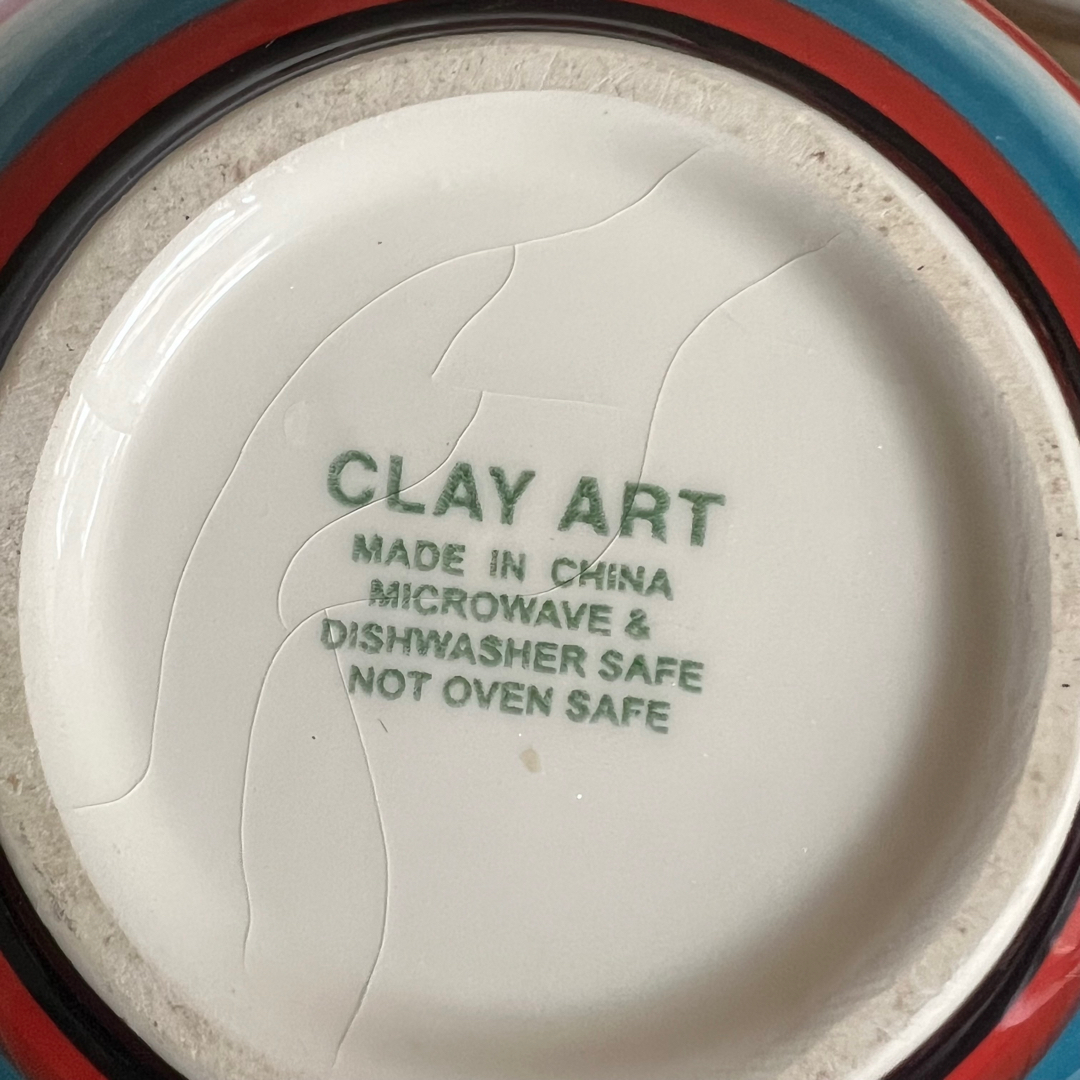 CLAY ART
MADE IN CHINA
MICROWAVE &
DISHWASHER SAFE
NOT OVEN SAFE